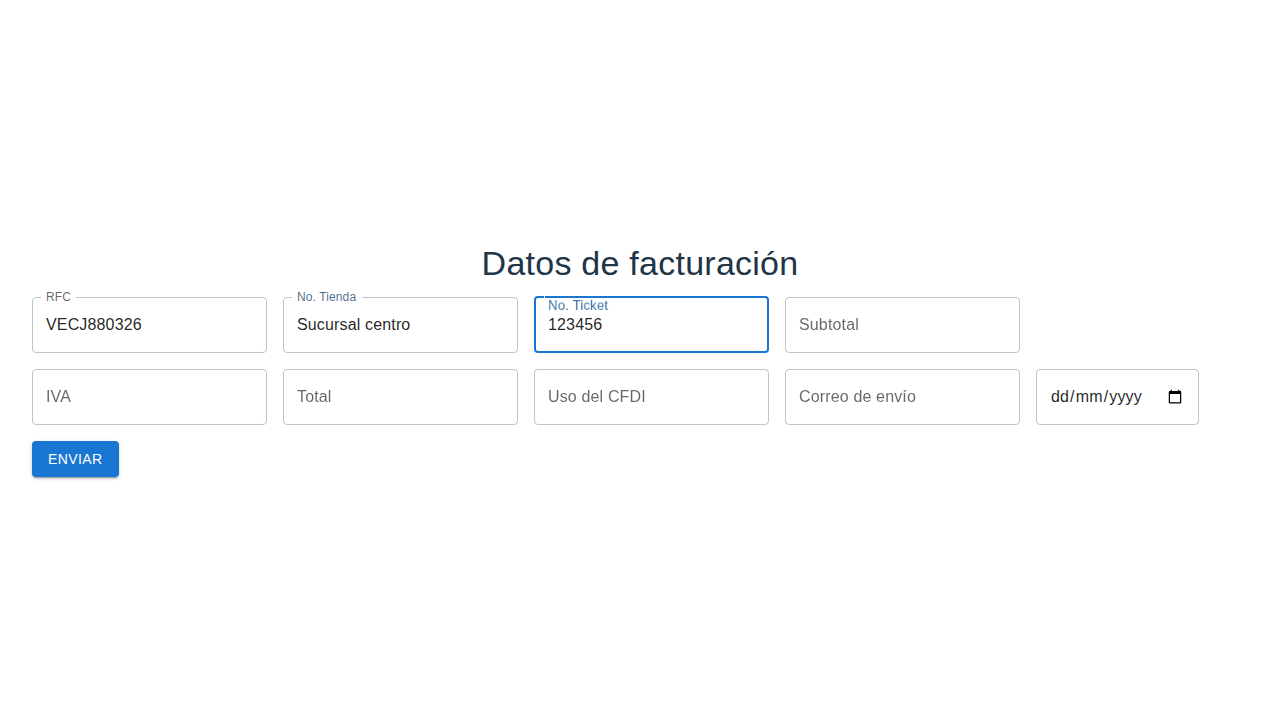 Datos de facturación
RFC
VECJ880326
No. Tienda
Sucursal centro
No. Ticket
123456
Subtotal
IVA
Total
Uso del CFDI
Correo de envío
dd/mm/yyyy
ENVIAR